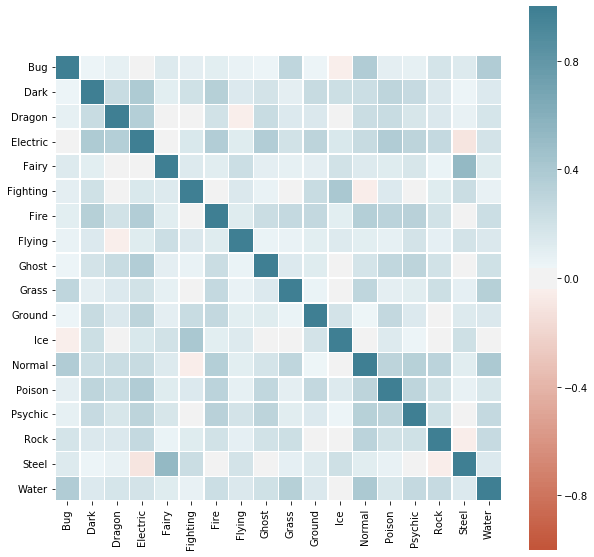 Bug
Dark
Dragon
Electric
Fairy
Fighting
Fire
Flying
Ghost
Grass
Ground
Ice
Normal
Poison
Psychic
Rock
Steel
Water
Bug
Dark
Dragon
Electric
Fairy
Fighting
Fire
Flying
Ghost
Grass
Ground
Ice
Normal
Poison
Psychic
Rock
Steel
Water
0.8
0.4
0.0
−0.4
−0.8